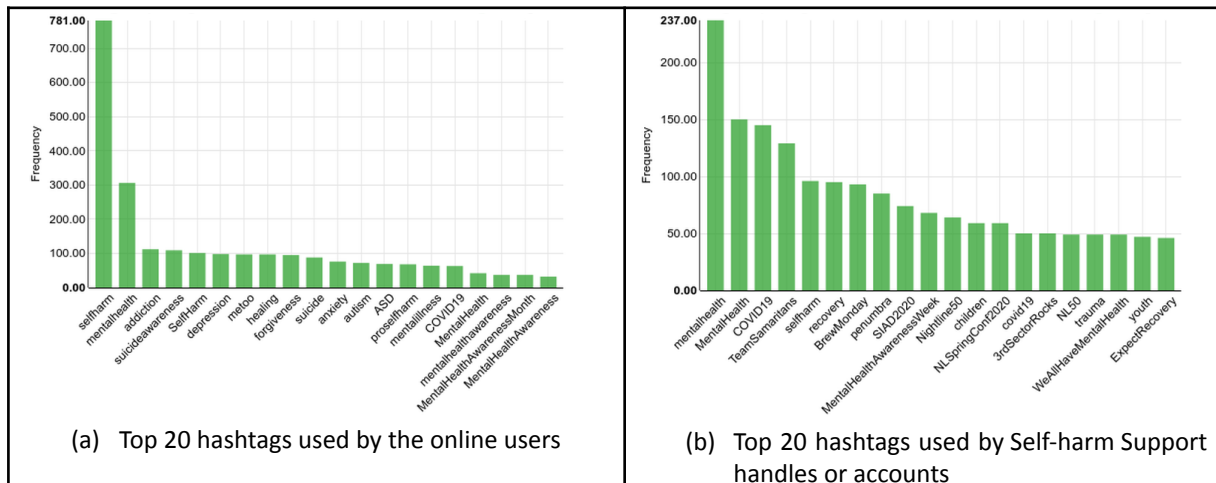 781.00
700.00
600.00
500.00
400.00
300.00
200.00
100.00
0.00
Frequency
selfharm
mentalhealth
addiction
suicideawareness
SelfHarm
depression
metoo
healing
forgiveness
suicide
anxiety
autism
ASD
proselfharm
mentalillness
COVID19
MentalHealth
mentalhealthawareness
MentalHealthAwarenessMonth
MentalHealthAwareness
(a) Top 20 hashtags used by the online users
237.00
200.00
150.00
100.00
50.00
0.00
Frequency
mentalhealth
MentalHealth
COVID19
TeamSamaritans
selfharm
recovery
BrewMonday
penumbra
SIAD2020
MentalHealthAwarenessWeek
Nightline50
children
NLSpringConf2020
covid19
3rdSectorRocks
NL50
trauma
WeAllHaveMentalHealth
youth
ExpectRecovery
(b) Top 20 hashtags used by Self-harm Support
handles or accounts